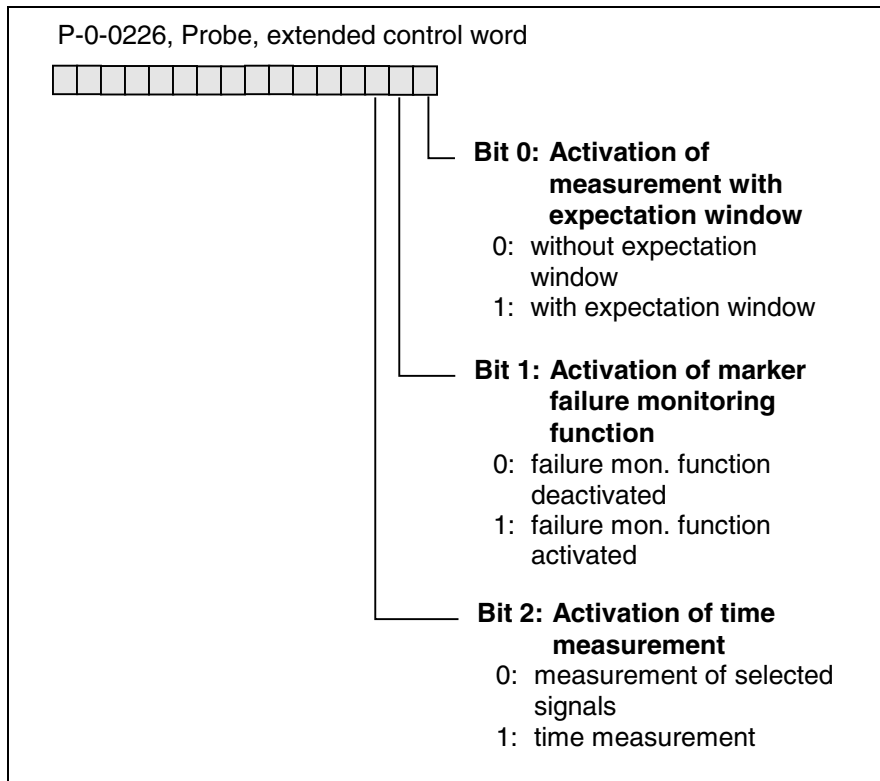 P-0-0226, Probe, extended control word
Bit 0: Activation of
measurement with
expectation window
0: without expectation
window
1: with expectation window
Bit 1: Activation of marker
failure monitoring
function
0: failure mon. function
deactivated
1: failure mon. function
activated
Bit 2: Activation of time
measurement
0: measurement of selected
signals
1: time measurement